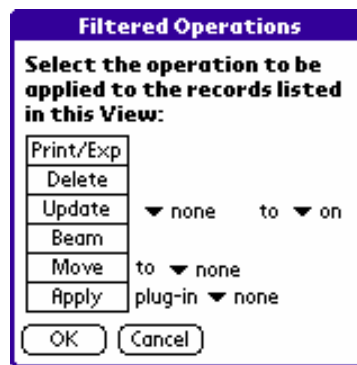 Filtered Operations
Select the operation to be
applied to the records listed
in this View:
Print/Exp
Delete
Update none to on
Beam
Move to none
Apply plug-in none
OK Cancel